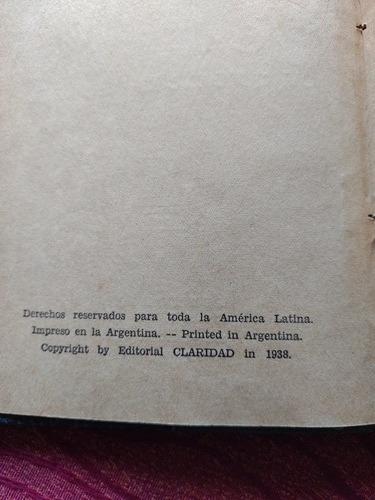 Derechos reservados para toda la América Latina.
Impreso en la Argentina. -- Printed in Argentina.
Copyright by Editorial CLARIDAD in 1938.